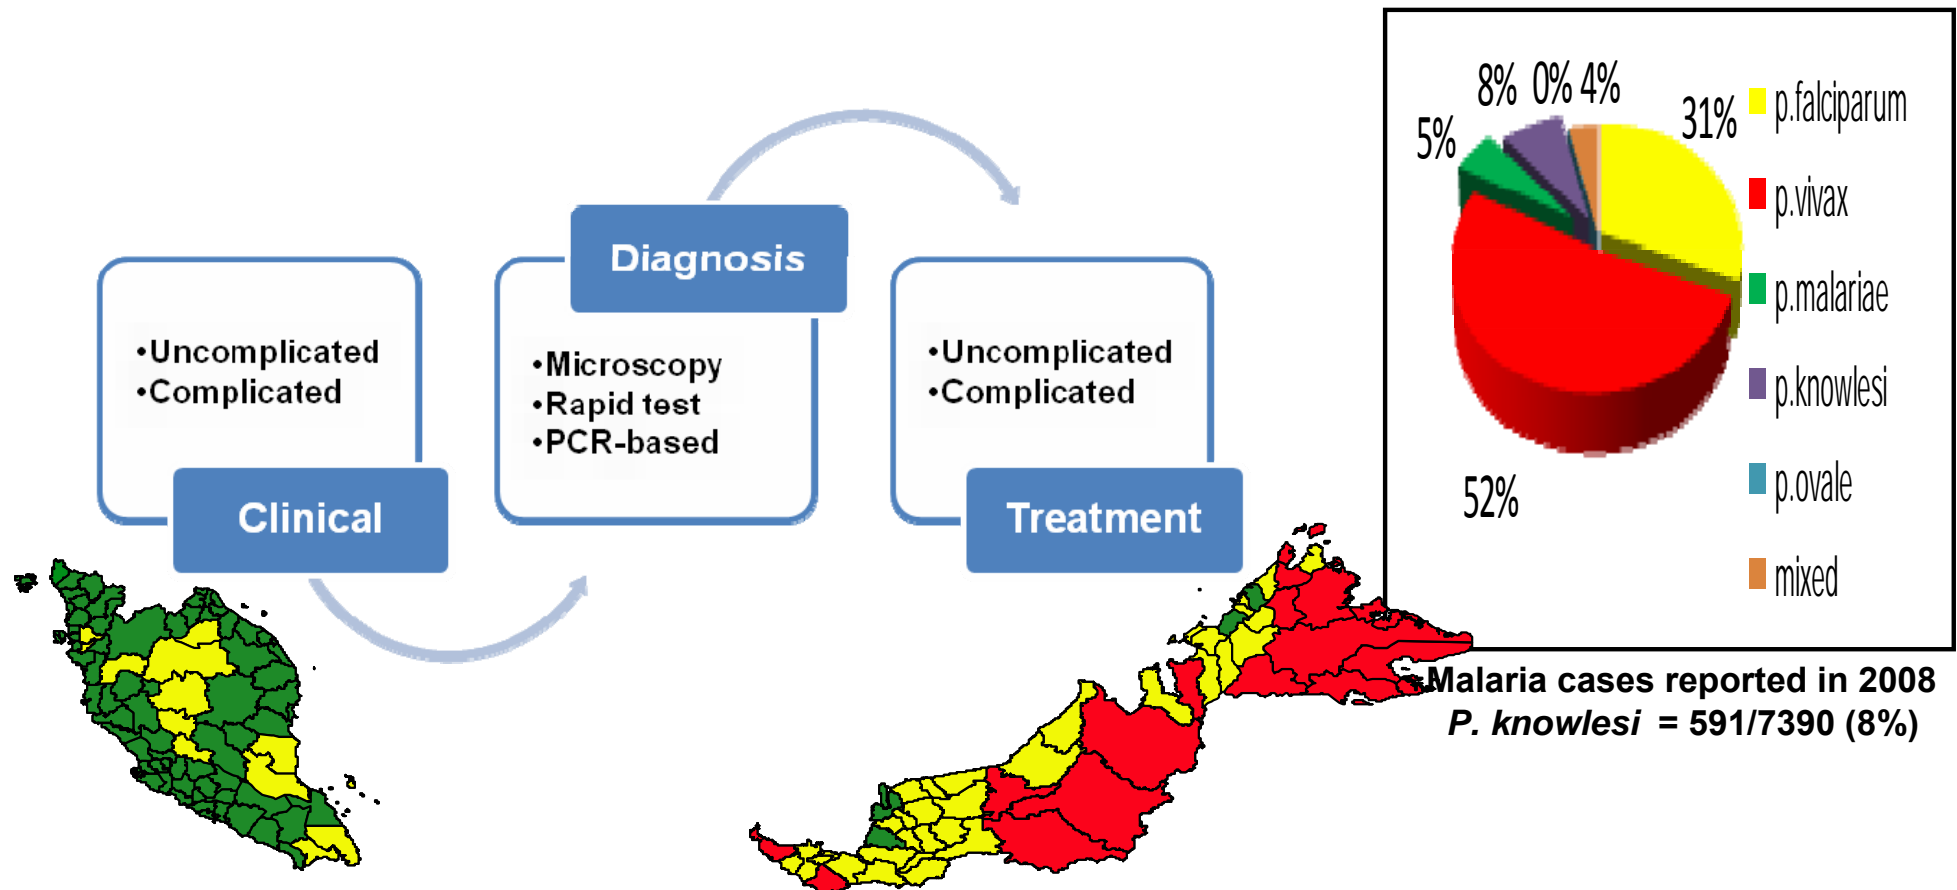 •Uncomplicated
•Complicated
Clinical
Diagnosis
•Microscopy
•Rapid test
•PCR-based
•Uncomplicated
•Complicated
Treatment
5%
8%
0%
4%
31%
52%
p.falciparum
p.vivax
p.malariae
p.knowlesi
p.ovale
mixed
Malaria cases reported in 2008
P. knowlesi = 591/7390 (8%)